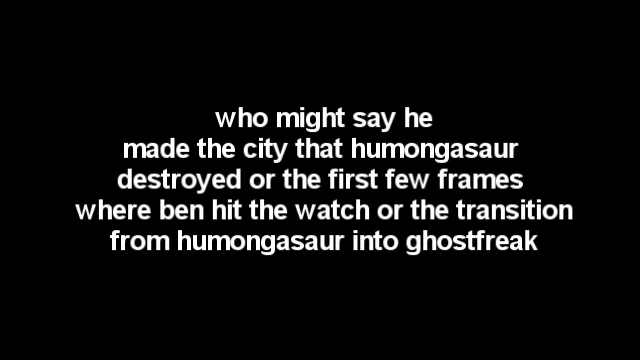 who might say he
made the city that humongasaur
destroyed or the first few frames
where ben hit the watch or the transition
from humongasaur into ghostfreak